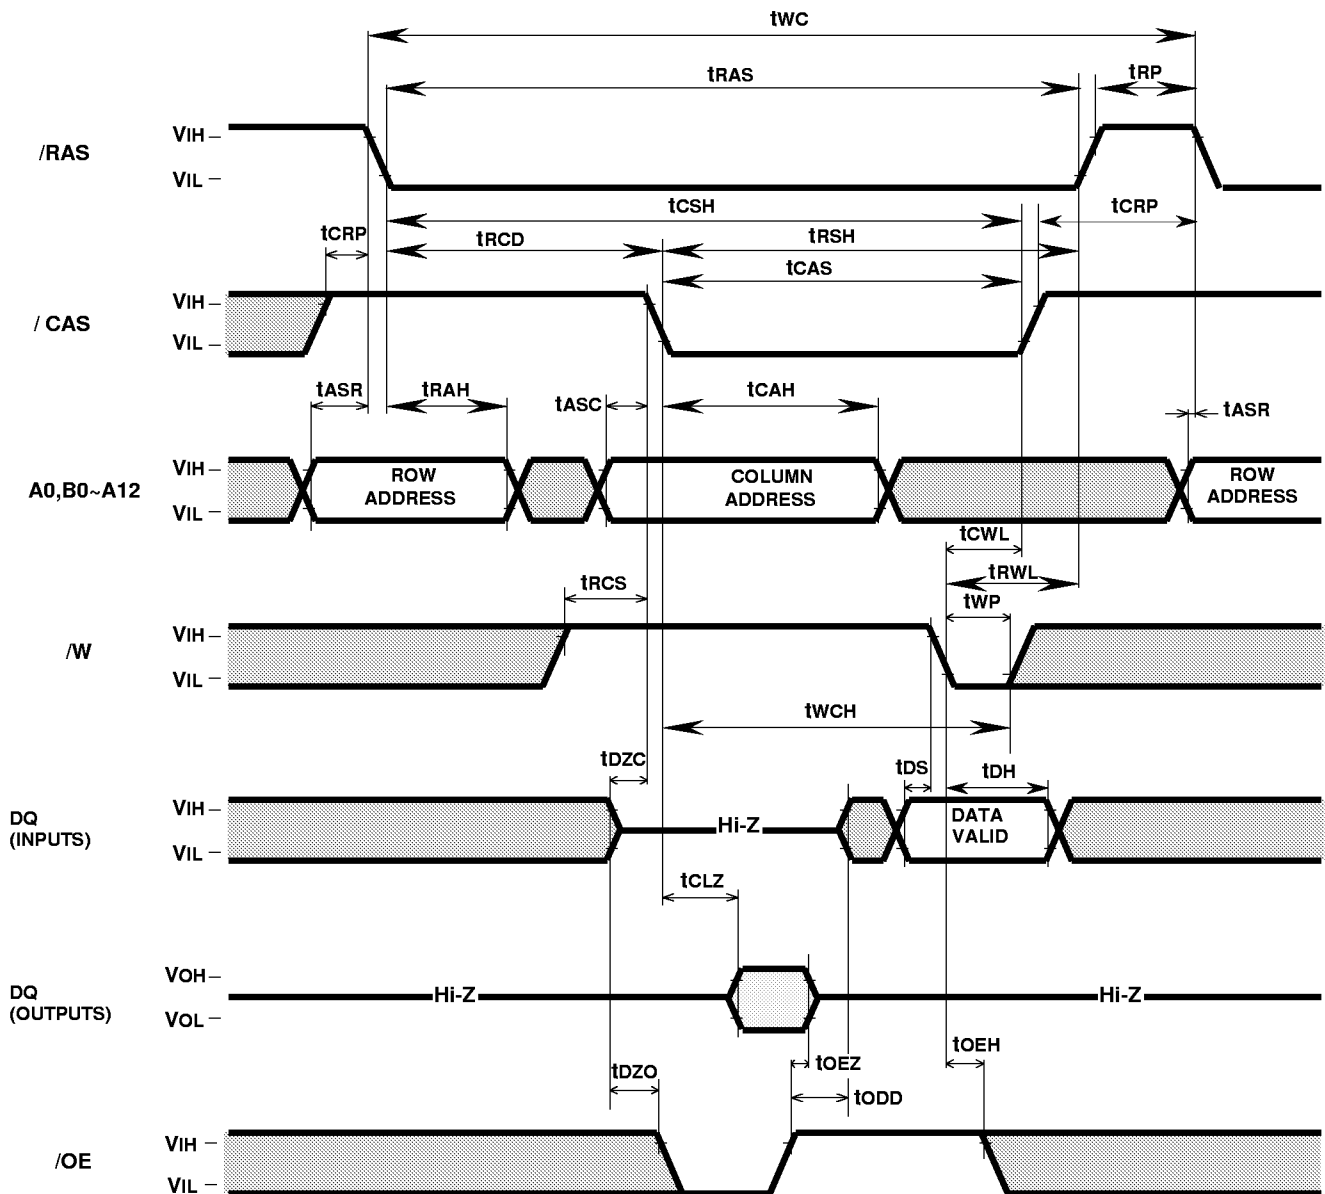 tWC
tRAS
tRP
/RAS
VIH
VIL
tCSH
tCRP
tCRP
tRCD
tRSH
tCAS
/ CAS
VIH
VIL
tASR
tRAH
tASC
tCAH
tASR
A0,B0~A12
VIH
VIL
ROW
ADDRESS
COLUMN
ADDRESS
ROW
ADDRESS
tCWL
tRWL
tRCS
tWP
/W
VIH
VIL
tWCH
tDZC
tDS
tDH
DQ
(INPUTS)
VIH
VIL
Hi-Z
DATA
VALID
tCLZ
DQ
(OUTPUTS)
VOH
VOL
Hi-Z
Hi-Z
tOEH
tOEZ
tDZO
tODD
/OE
VIH
VIL